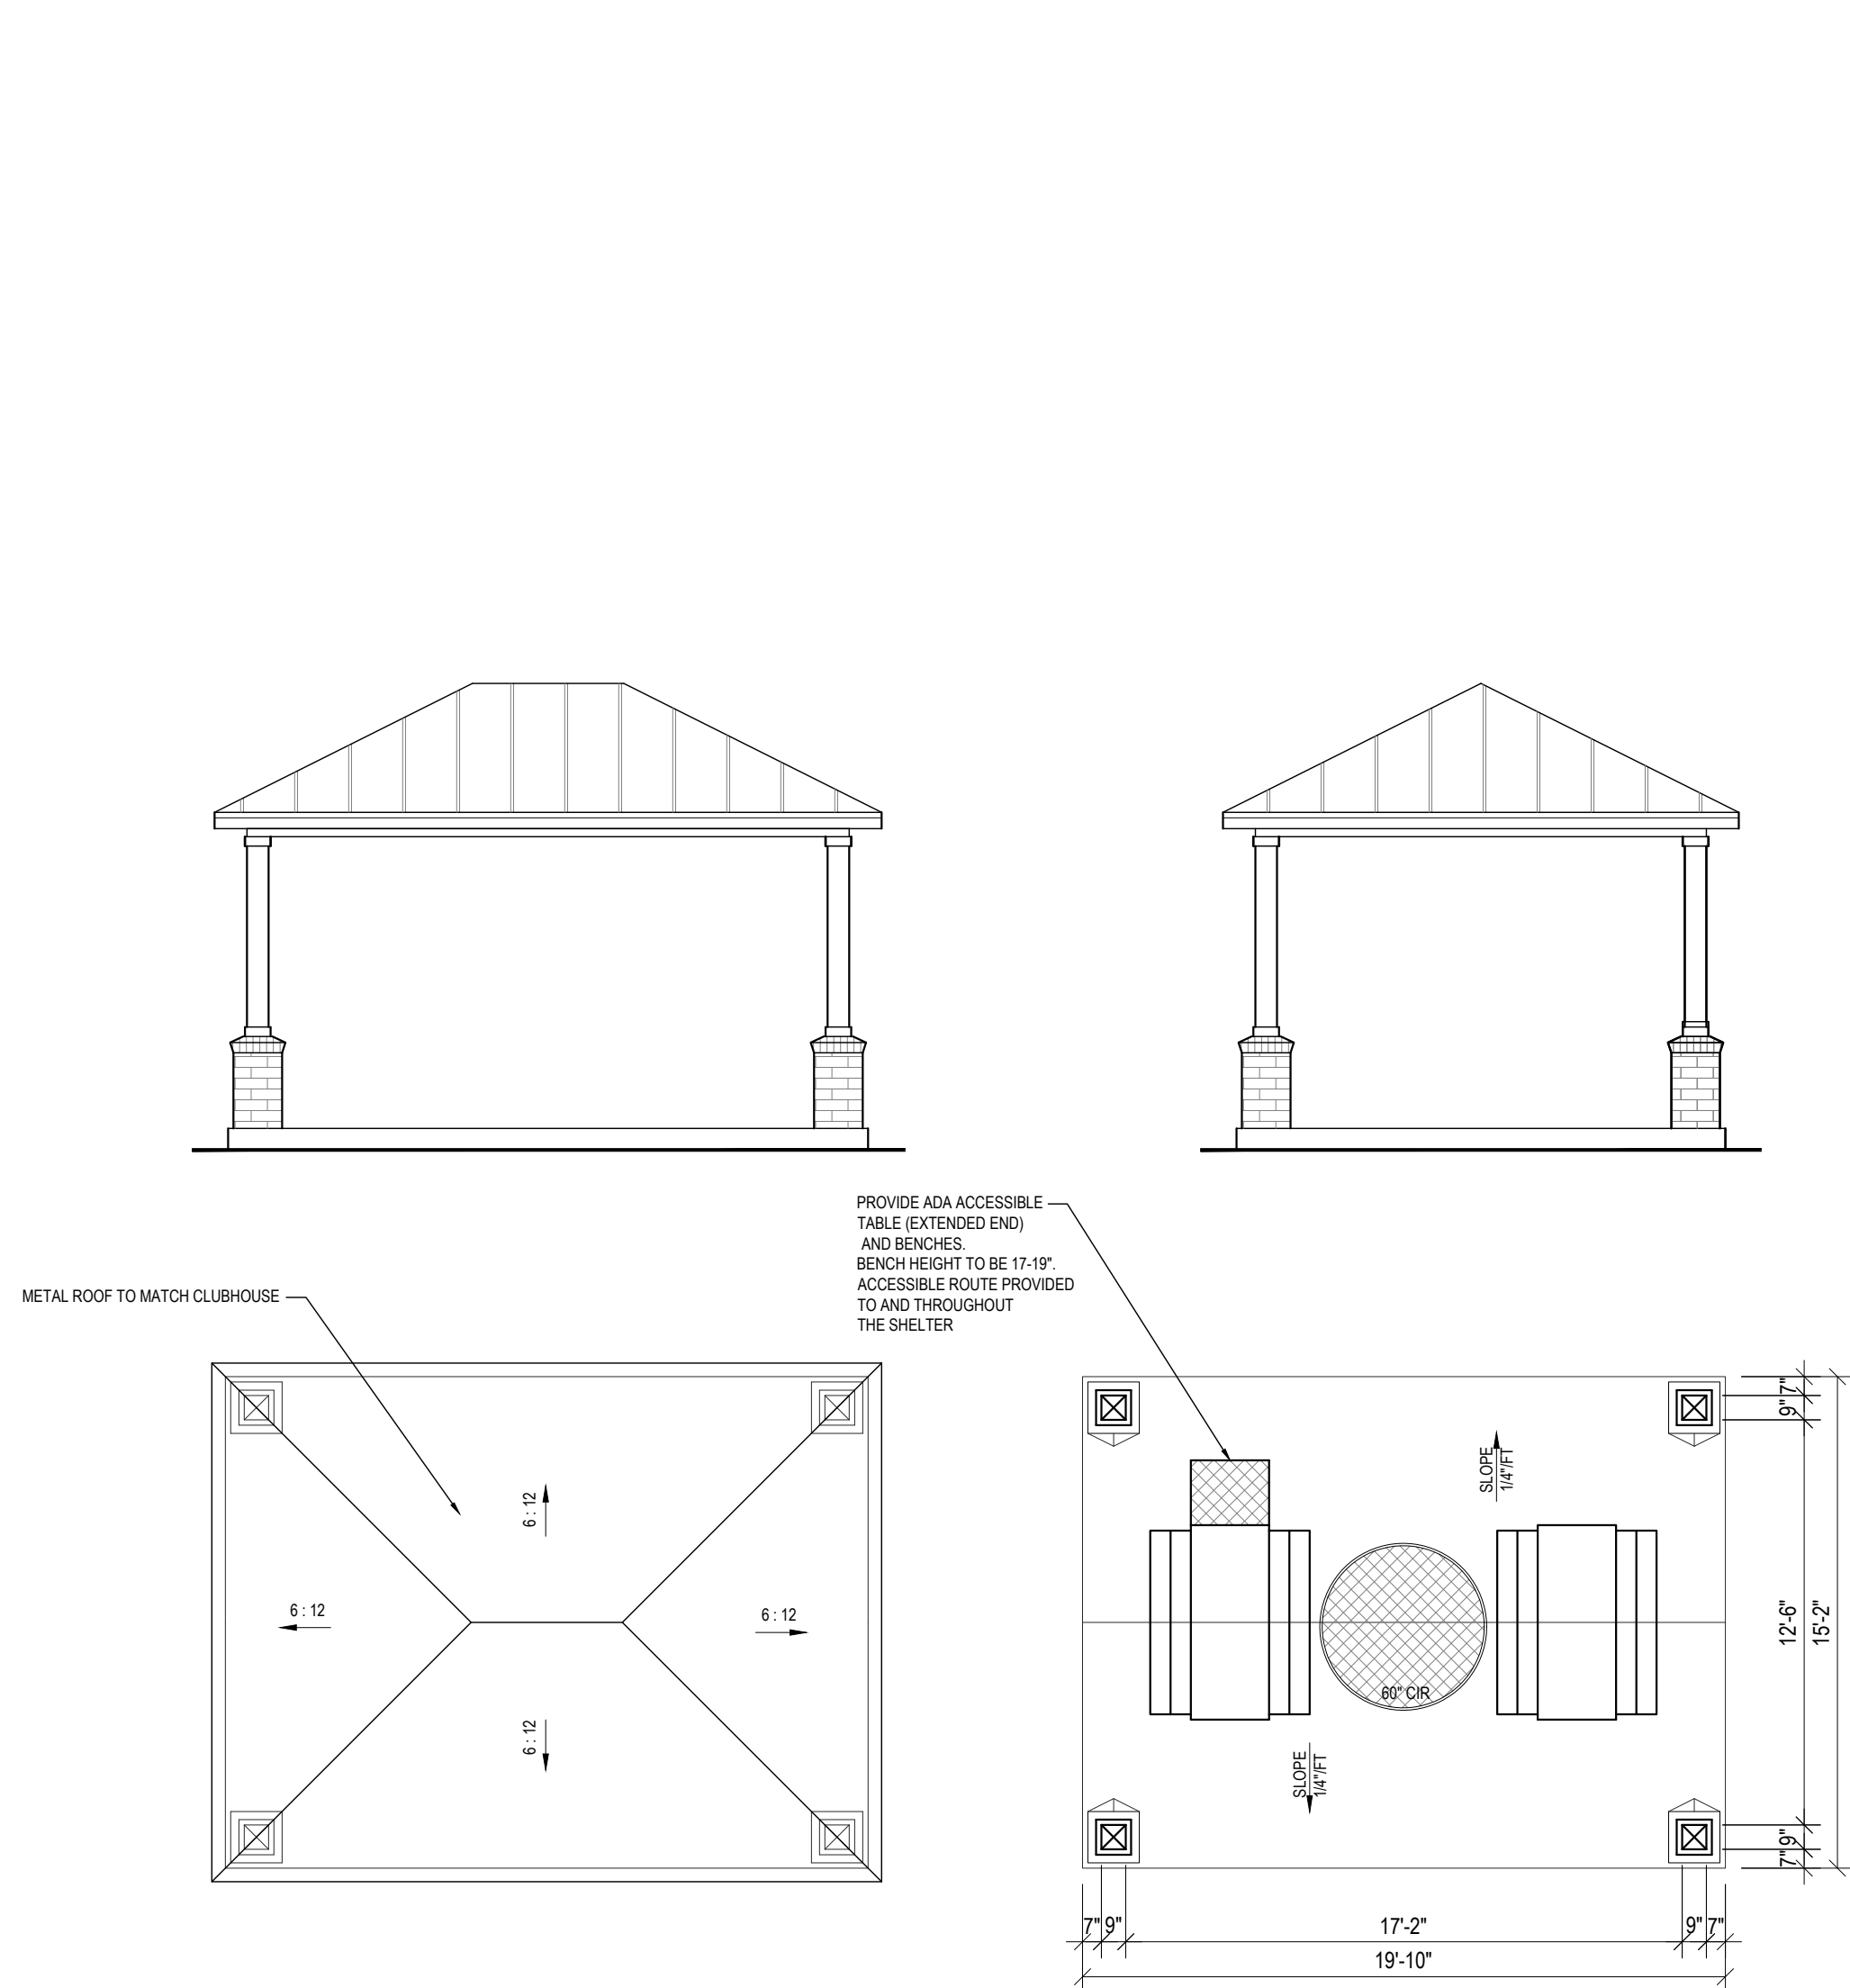 PROVIDE ADA ACCESSIBLE
TABLE (EXTENDED END)
AND BENCHES.
BENCH HEIGHT TO BE 17-19".
ACCESSIBLE ROUTE PROVIDED
TO AND THROUGHOUT
THE SHELTER
METAL ROOF TO MATCH CLUBHOUSE
6 : 12
6 : 12
6 : 12
6 : 12
SLOPE
1/4"/FT
60" CIR
SLOPE
1/4"/FT
7"
9"
12'-6"
15'-2"
9"
7"
7"
9"
17'-2"
9"
7"
19'-10"